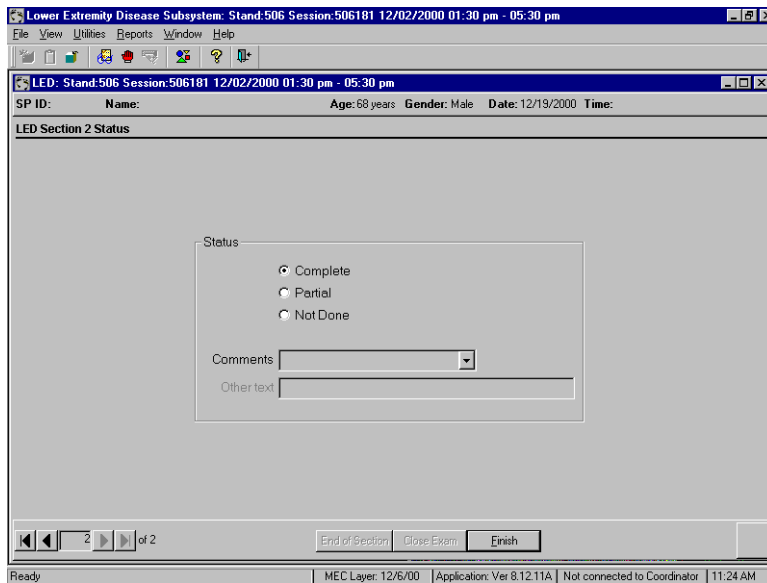 Lower Extremity Disease Subsystem: Stand:506 Session:506181 12/02/2000 01:30 pm - 05:30 pm
File View Utilities Reports Window Help
LED: Stand:506 Session:506181 12/02/2000 01:30 pm - 05:30 pm
SP ID: Name: Age: 68 years Gender: Male Date: 12/19/2000 Time:
LED Section 2 Status
Status
Complete
Partial
Not Done
Comments
Other text
2 of 2 End of Section Close Exam Finish
Ready MEC Layer: 12/6/00 Application: Ver 8.12.11A Not connected to Coordinator 11:24 AM